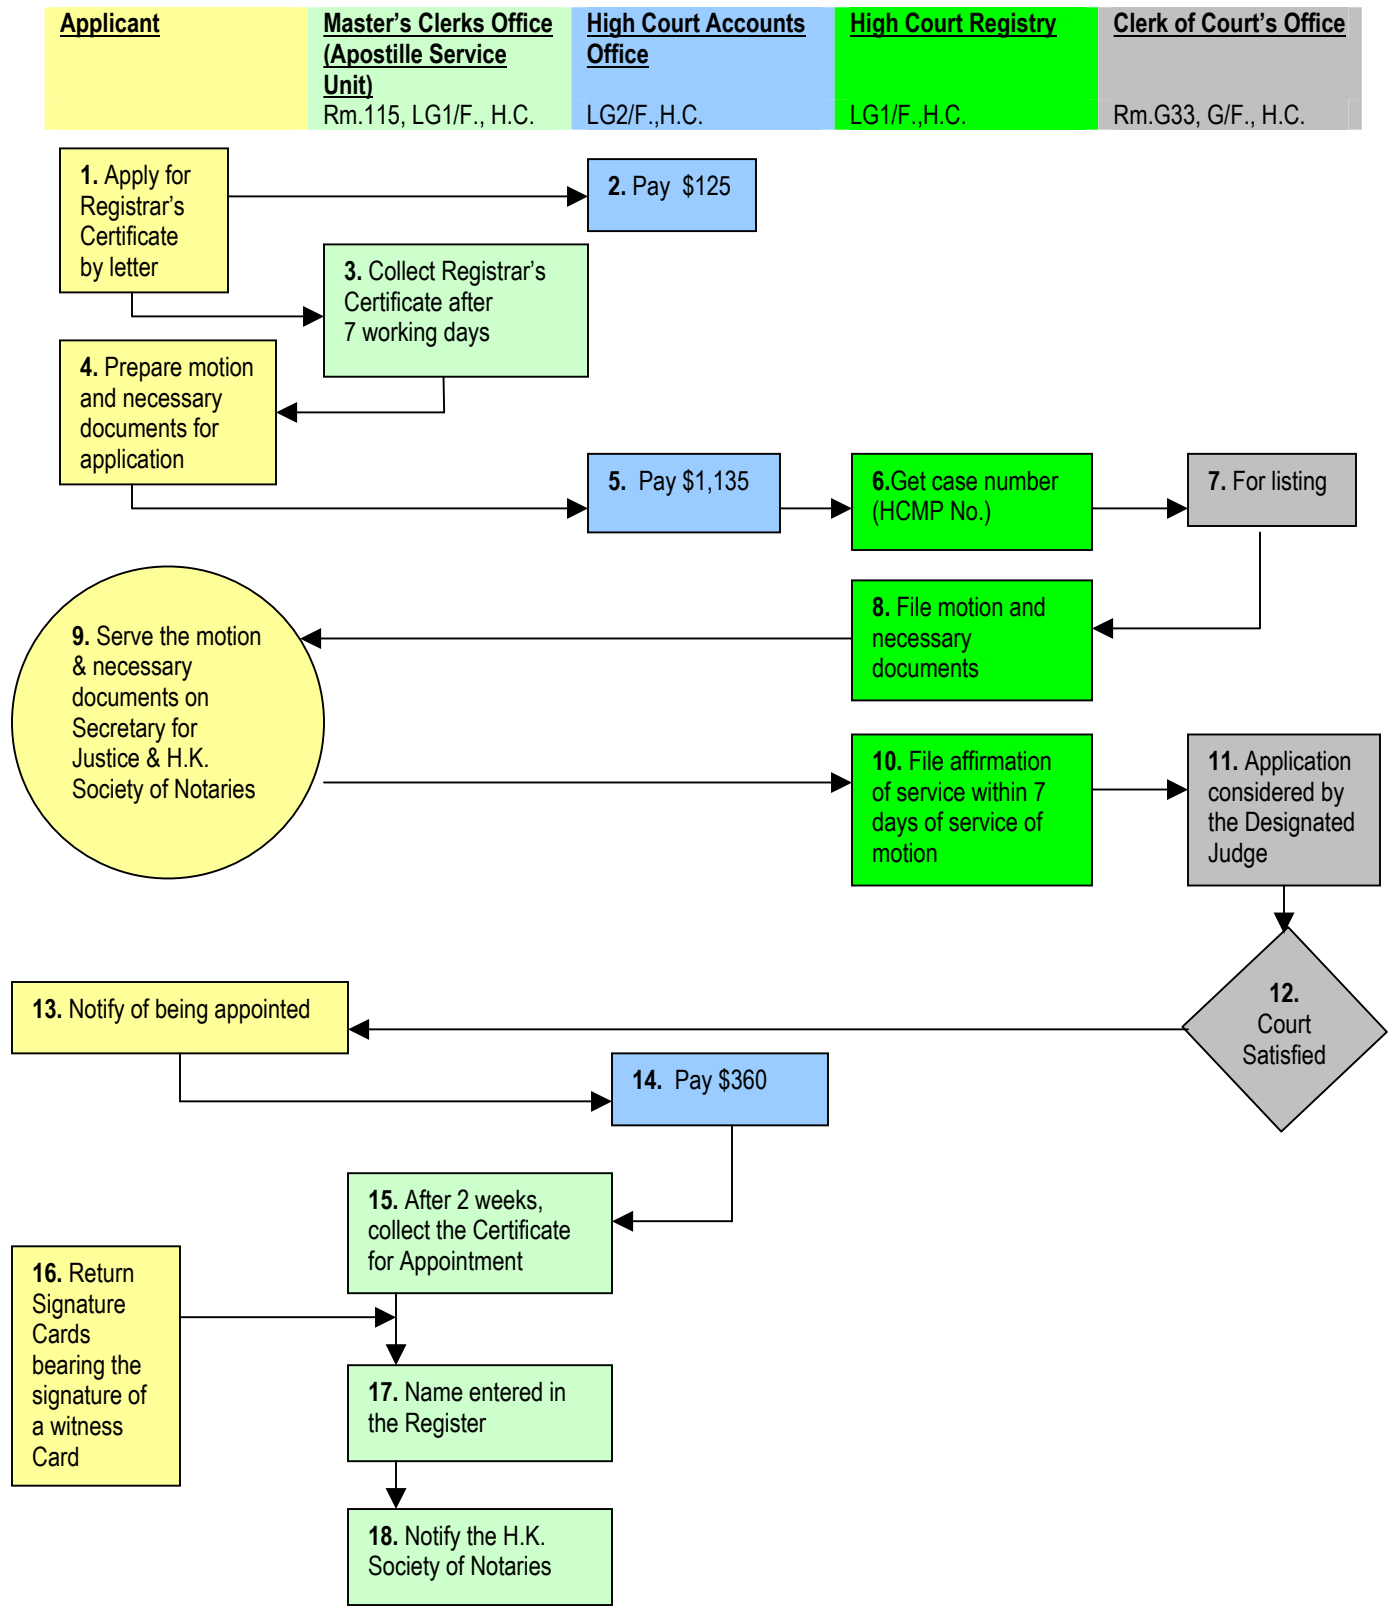 Applicant
Master's Clerks Office
(Apostille Service
Unit)
Rm.115, LG1/F., H.C.
High Court Accounts
Office
LG2/F.,H.C.
High Court Registry
LG1/F.,H.C.
Clerk of Court's Office
Rm.G33, G/F., H.C.
1. Apply for
Registrar's
Certificate
by letter
2. Pay $125
3. Collect Registrar's
Certificate after
7 working days
4. Prepare motion
and necessary
documents for
application
5. Pay $1,135
6.Get case number
(HCMP No.)
7. For listing
8. File motion and
necessary
documents
9. Serve the motion
& necessary
documents on
Secretary for
Justice & H.K.
Society of Notaries
10. File affirmation
of service within 7
days of service of
motion
11. Application
considered by
the Designated
Judge
12.
Court
Satisfied
13. Notify of being appointed
14. Pay $360
15. After 2 weeks,
collect the Certificate
for Appointment
16. Return
Signature
Cards
bearing the
signature of
a witness
Card
17. Name entered in
the Register
18. Notify the H.K.
Society of Notaries